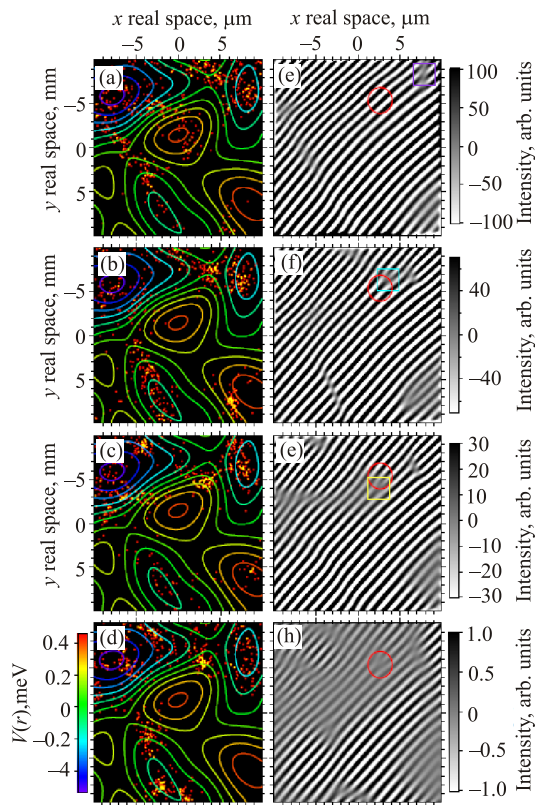 x real space, μm x real space, μm
−5 0 5 −5 0 5
(a) (e)
y real space, mm
−5
0
5
100
50
0
−50
−100
Intensity, arb. units
(b) (f)
y real space, mm
−5
0
5
40
0
−40
Intensity, arb. units
(c) (e)
y real space, mm
−5
0
5
30
20
10
0
−10
−20
−30
Intensity, arb. units
(d) (h)
V(r),meV
0.4
0.2
0
−0.2
−4
1.0
0.5
0
−0.5
−1.0
Intensity, arb. units